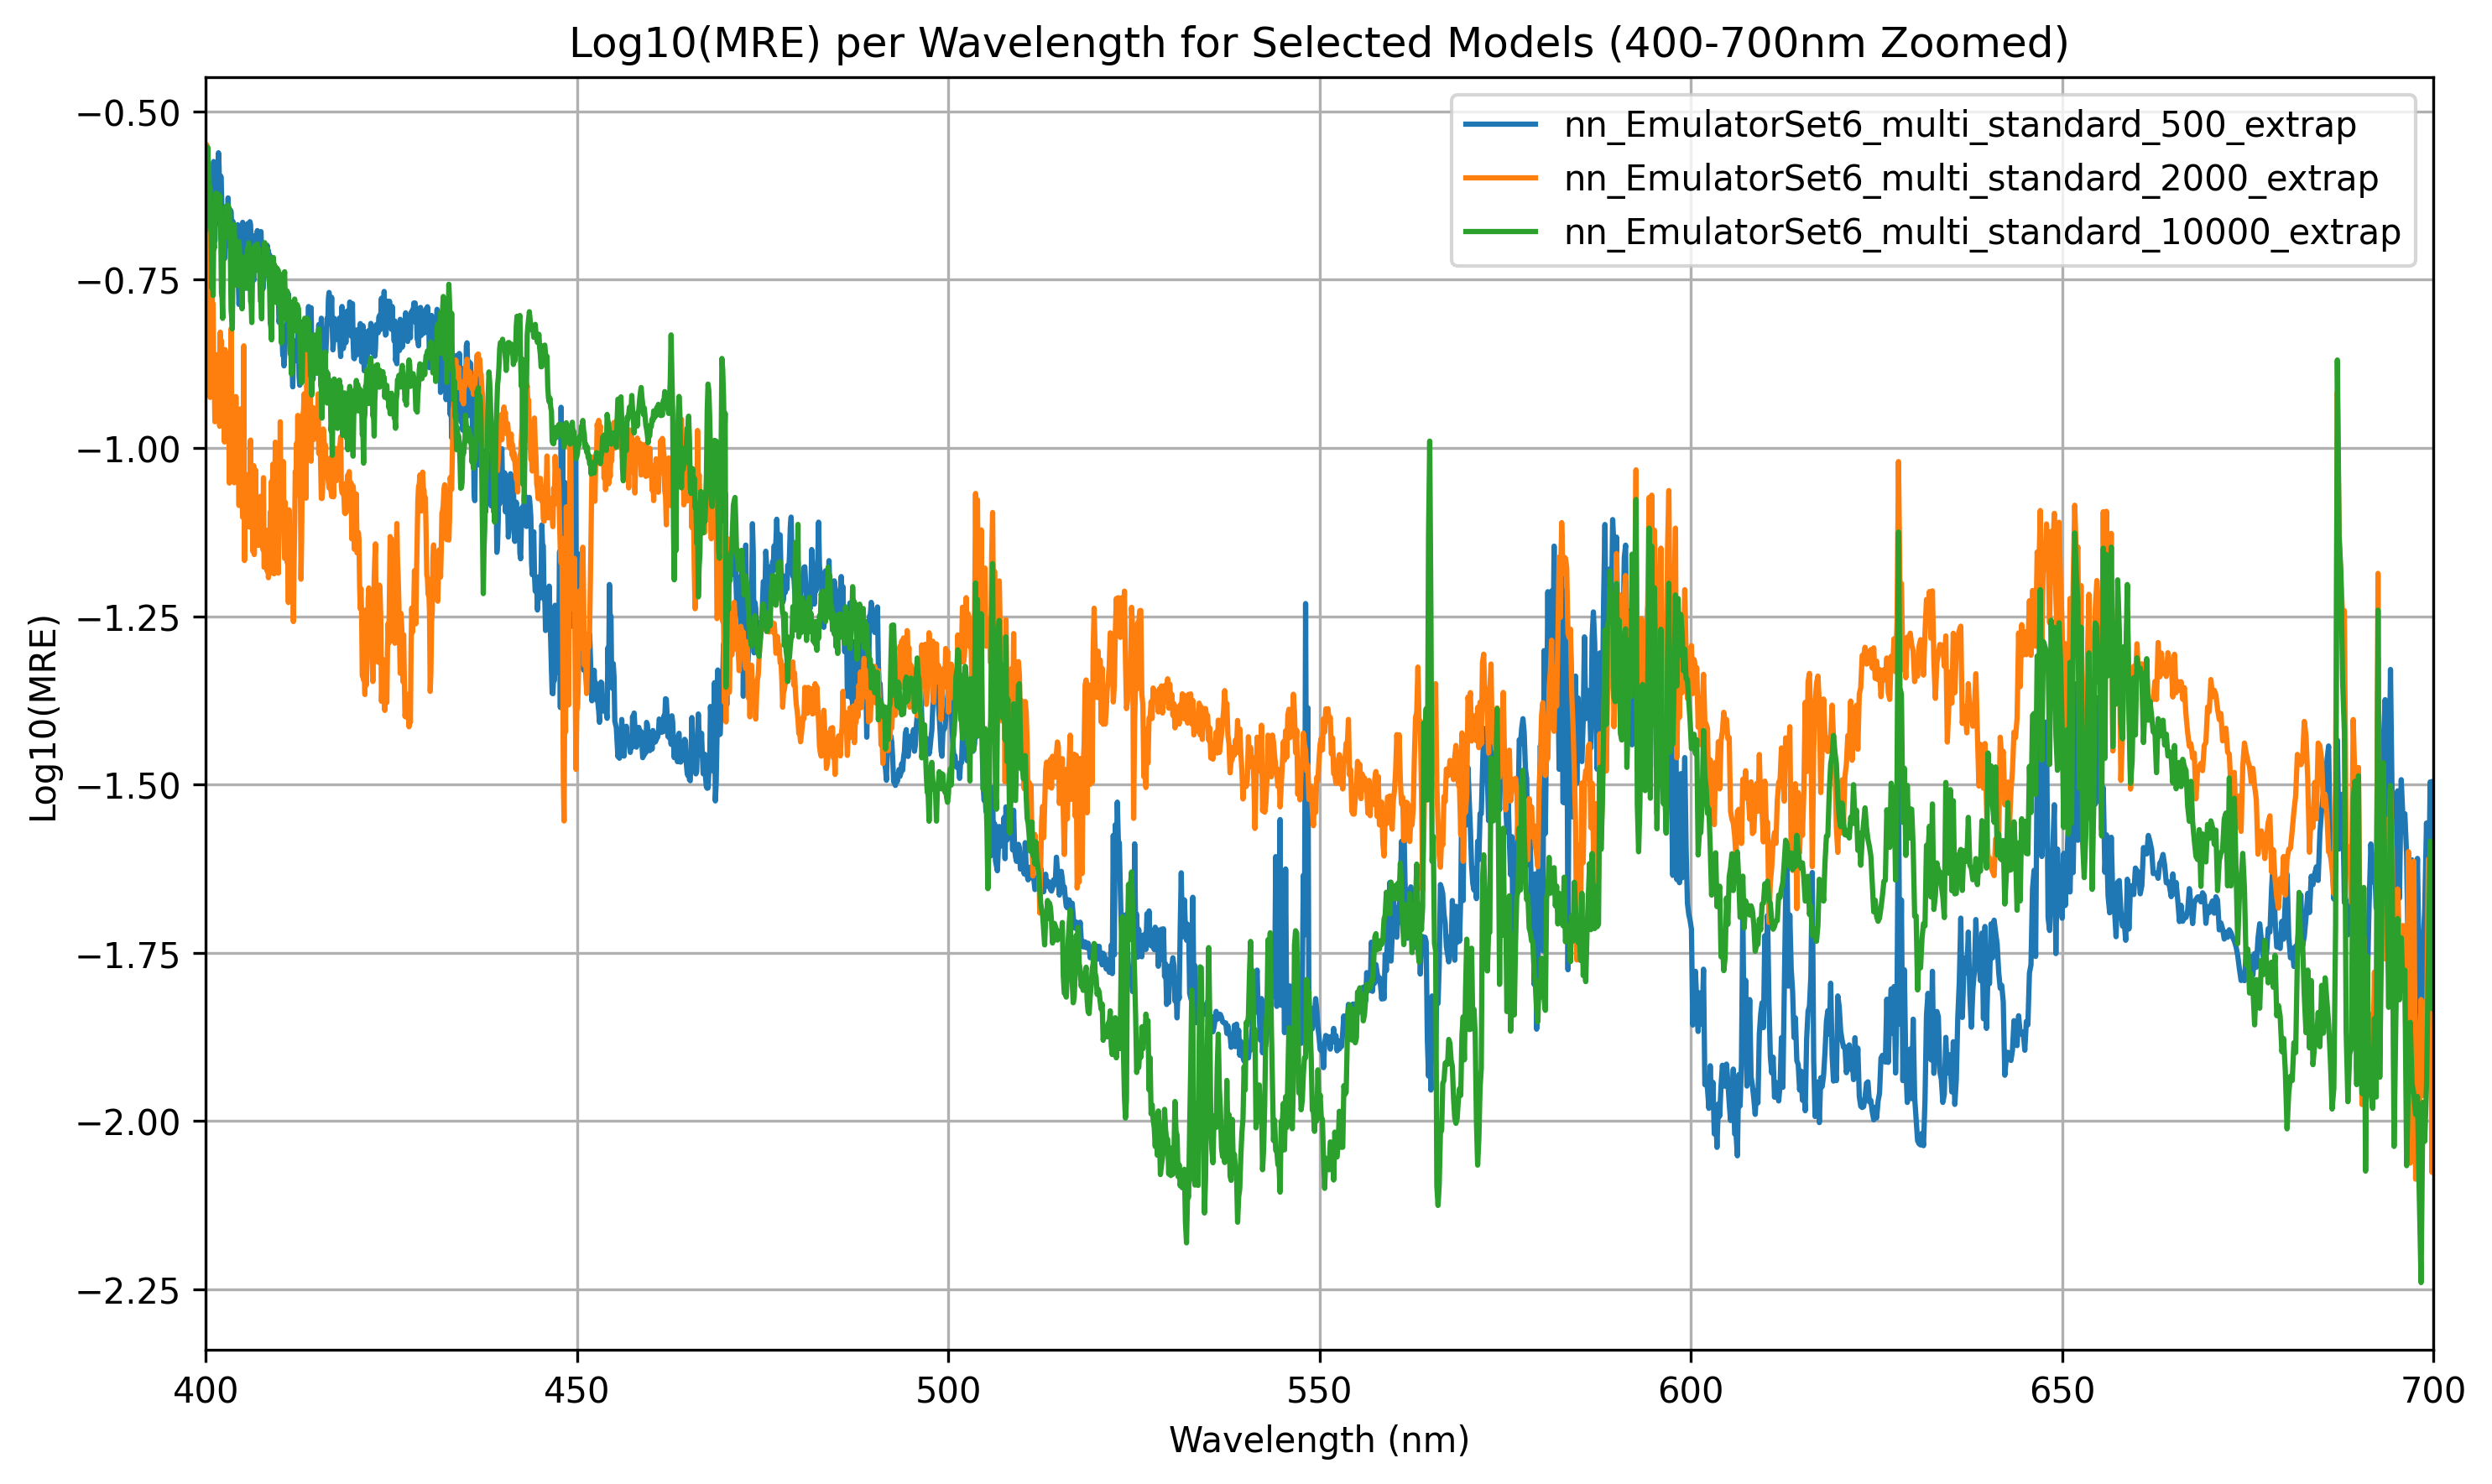 Log10(MRE) per Wavelength for Selected Models (400-700nm Zoomed)
nn_EmulatorSet6_multi_standard_500_extrap
nn_EmulatorSet6_multi_standard_2000_extrap
nn_EmulatorSet6_multi_standard_10000_extrap
Log10(MRE)
−0.50
−0.75
−1.00
−1.25
−1.50
−1.75
−2.00
−2.25
400
450
500
550
600
650
700
Wavelength (nm)